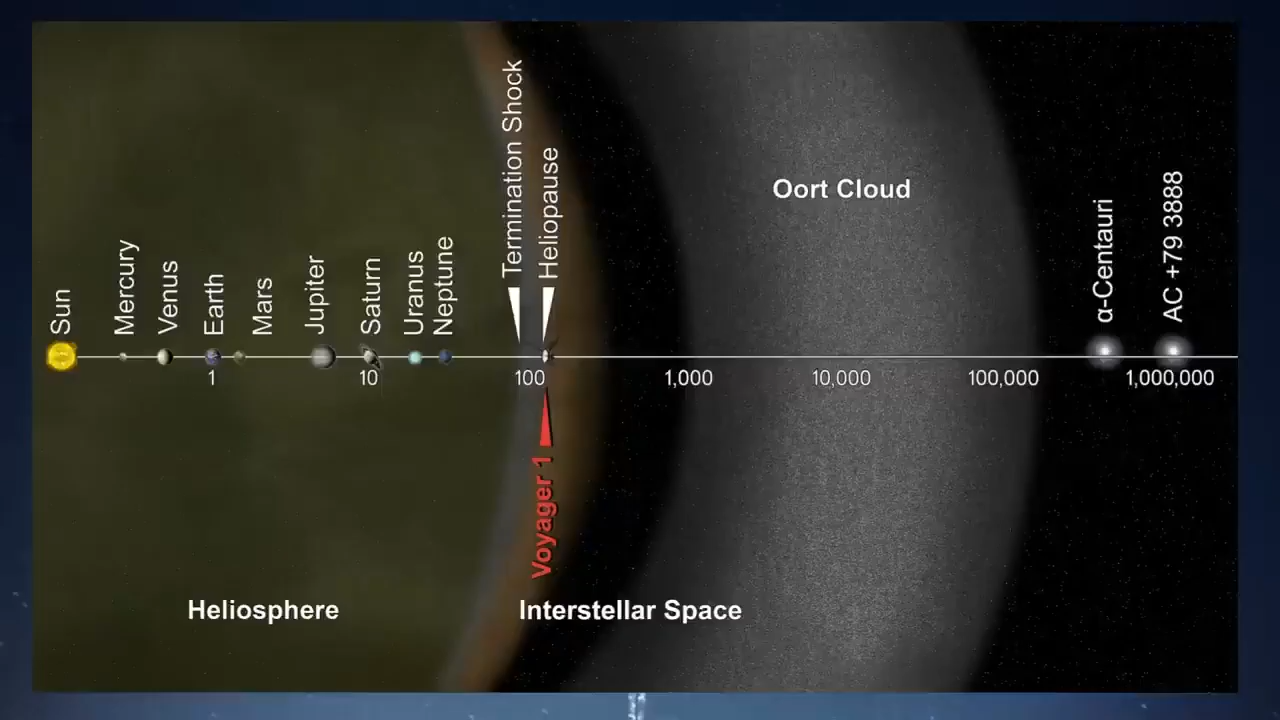 Sun
Mercury
Venus
Earth
Mars
Jupiter
Saturn
Uranus
Neptune
Termination Shock
Heliopause
Oort Cloud
α-Centauri
AC +79 3888
1
10
100
1,000
10,000
100,000
1,000,000
Voyager 1
Heliosphere
Interstellar Space